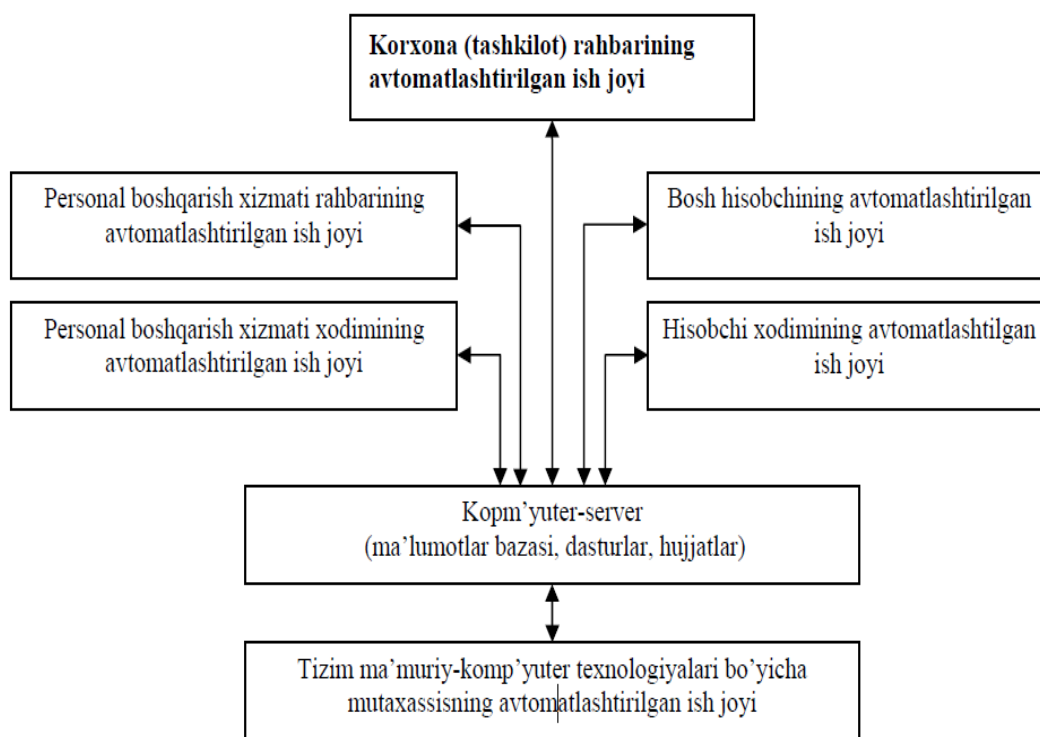 Korxona (tashkilot) rahbarining
avtomatlashtirilgan ish joyi
Personal boshqarish xizmati rahbarining
avtomatlashtirilgan ish joyi
Bosh hisobchining avtomatlashtirilgan
ish joyi
Personal boshqarish xizmati xodimining
avtomatlashtirilgan ish joyi
Hisobchi xodimining avtomatlashtilgan
ish joyi
Kopm’yuter-server
(ma’lumotlar bazasi, dasturlar, hujjatlar)
Tizim ma’muriy-komp’yuter texnologiyalari bo’yicha
mutaxassisning avtomatlashtirilgan ish joyi